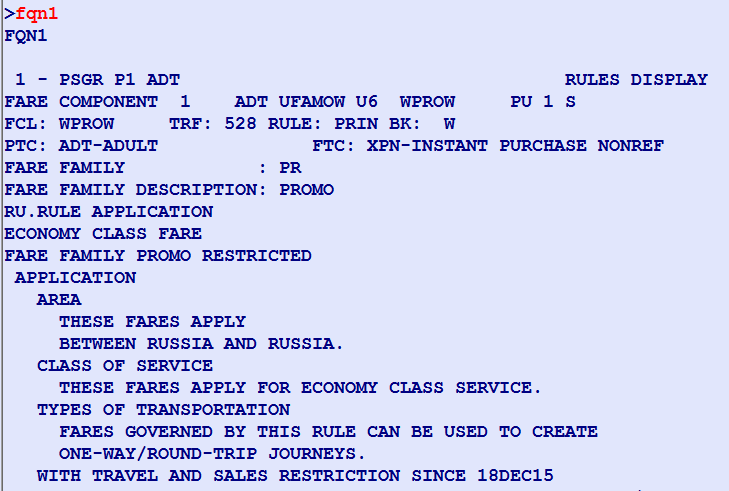 >fqn1
FQN1
1 - PSGR P1 ADT RULES DISPLAY
FARE COMPONENT 1 ADT UFAMOW U6 WPROW PU 1 S
FCL: WPROW TRF: 528 RULE: PRIN BK: W
PTC: ADT-ADULT FTC: XPN-INSTANT PURCHASE NONREF
FARE FAMILY : PR
FARE FAMILY DESCRIPTION: PROMO
RU.RULE APPLICATION
ECONOMY CLASS FARE
FARE FAMILY PROMO RESTRICTED
APPLICATION
AREA
THESE FARES APPLY
BETWEEN RUSSIA AND RUSSIA.
CLASS OF SERVICE
THESE FARES APPLY FOR ECONOMY CLASS SERVICE.
TYPES OF TRANSPORTATION
FARES GOVERNED BY THIS RULE CAN BE USED TO CREATE
ONE-WAY/ROUND-TRIP JOURNEYS.
WITH TRAVEL AND SALES RESTRICTION SINCE 18DEC15